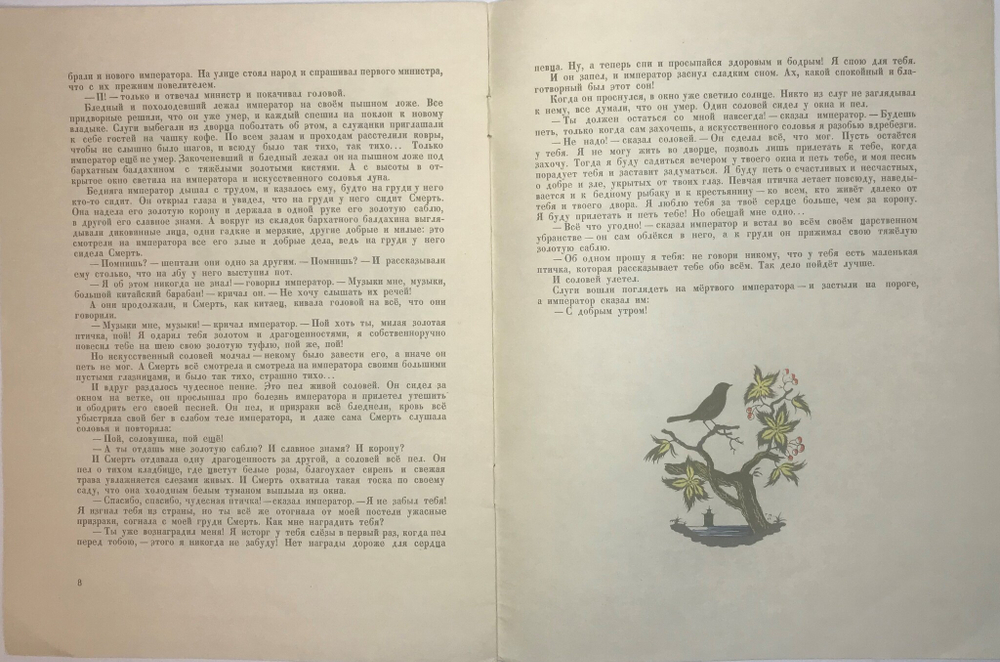 брали и нового императора. На улице стоял народ и спрашивал первого министра,
что с их прежним повелителем.
— П! — только и отвечал министр и покачивал головой.
Бледный и похолодевший лежал император на своём пышном ложе. Все
придворные решили, что он уже умер, и каждый спешил на поклон к новому
владыке. Слуги выбегали из дворца поболтать об этом, а служанки приглашали
к себе гостей на чашку кофе. По всем залам и проходам расстелили ковры,
чтобы не слышно было шагов, и всюду было так тихо, так тихо... Только
император ещё не умер. Закоченевший и бледный лежал он на пышном ложе под
бархатным балдахином с тяжёлыми золотыми кистями. А с высоты в от-
крытое окно светила на императора и искусственного соловья луна.
Бедняга император дышал с трудом, и казалось ему, будто на груди у него
кто-то сидит. Он открыл глаза и увидел, что на груди у него сидит Смерть.
Она надела его золотую корону и держала в одной руке его золотую саблю,
в другой его славное знамя. А вокруг из складок бархатного балдахина выгля-
дывали диковинные лица, одни гадкие и мерзкие, другие добрые и милые: это
смотрели на императора все его злые и добрые дела, ведь на груди у него
сидела Смерть.
— Помнишь? — шептали они одно за другим. — Помнишь? — И рассказывали
ему столько, что на лбу у него выступил пот.
— Я об этом никогда не знал! — говорил император. — Музыки мне, музыки,
большой китайский барабан! — кричал он. — Не хочу слышать их речей!
А они продолжали, и Смерть, как китаец, кивала головой на всё, что они
говорили.
— Музыки мне, музыки! — кричал император. — Пой хоть ты, милая золотая
птичка, пой! Я одарил тебя золотом и драгоценностями, я собственноручно
повесил тебе на шею свою золотую туфлю, пой же, пой!
Но искусственный соловей молчал — некому было завести его, а иначе он
петь не мог. А Смерть всё смотрела и смотрела на императора своими большими
пустыми глазницами, и было так тихо, страшно тихо...
И вдруг раздалось чудесное пение. Это пел живой соловей. Он сидел за
окном на ветке, он прослышал про болезнь императора и прилетел утешить
и ободрить его своей песней. Он пел, и призраки всё бледнели, кровь всё
убыстряла свой бег в слабом теле императора, и даже сама Смерть слушала
соловья и повторяла:
— Пой, соловушка, пой ещё!
— А ты отдашь мне золотую саблю? И славное знамя? И корону?
И Смерть отдавала одну драгоценность за другой, а соловей всё пел. Он
пел о тихом кладбище, где цветут белые розы, благоухает сирень и свежая
трава увлажняется слезами живых. И Смерть охватила такая тоска по своему
саду, что она холодным белым туманом выплыла из окна.
— Спасибо, спасибо, чудесная птичка! — сказал император. — Я не забыл тебя!
Я изгнал тебя из страны, но ты всё же отогнала от моей постели ужасные
призраки, согнала с моей груди Смерть. Как мне наградить тебя?
— Ты уже вознаградил меня! Я исторг у тебя слёзы в первый раз, когда пел
перед тобою, — этого я никогда не забуду! Нет награды дороже для сердца
8
певца. Ну, а теперь спи и просыпайся здоровым и бодрым! Я спою для тебя.
И он запел, и император заснул сладким сном. Ах, какой спокойный и бла-
готворный был этот сон!
Когда он проснулся, в окно уже светило солнце. Никто из слуг не заглядывал
к нему, все думали, что он умер. Один соловей сидел у окна и пел.
— Ты должен остаться со мной навсегда! — сказал император. — Будешь
петь, только когда сам захочешь, а искусственного соловья я разобью вдребезги.
— Не надо! — сказал соловей. — Он сделал всё, что мог. Пусть остаётся
у тебя. Я не могу жить во дворце, позволь лишь прилетать к тебе, когда
захочу. Тогда я буду садиться вечером у твоего окна и петь тебе, и моя песнь
порадует тебя и заставит задуматься. Я буду петь о счастливых и несчастных,
о добре и зле, укрытых от твоих глаз. Певчая птичка летает повсюду, наведы-
вается и к бедному рыбаку и к крестьянину — ко всем, кто живёт далеко от
тебя и твоего двора. Я люблю тебя за твоё сердце больше, чем за корону.
Я буду прилетать и петь тебе! Но обещай мне одно...
— Всё что угодно! — сказал император и встал во всём своём царственном
убранстве — он сам облёкся в него, а к груди он прижимал свою тяжёлую
золотую саблю.
— Об одном прошу я тебя: не говори никому, что у тебя есть маленькая
птичка, которая рассказывает тебе обо всём. Так дело пойдёт лучше.
И соловей улетел.
Слуги вошли поглядеть на мёртвого императора — и застыли на пороге,
а император сказал им:
— С добрым утром!